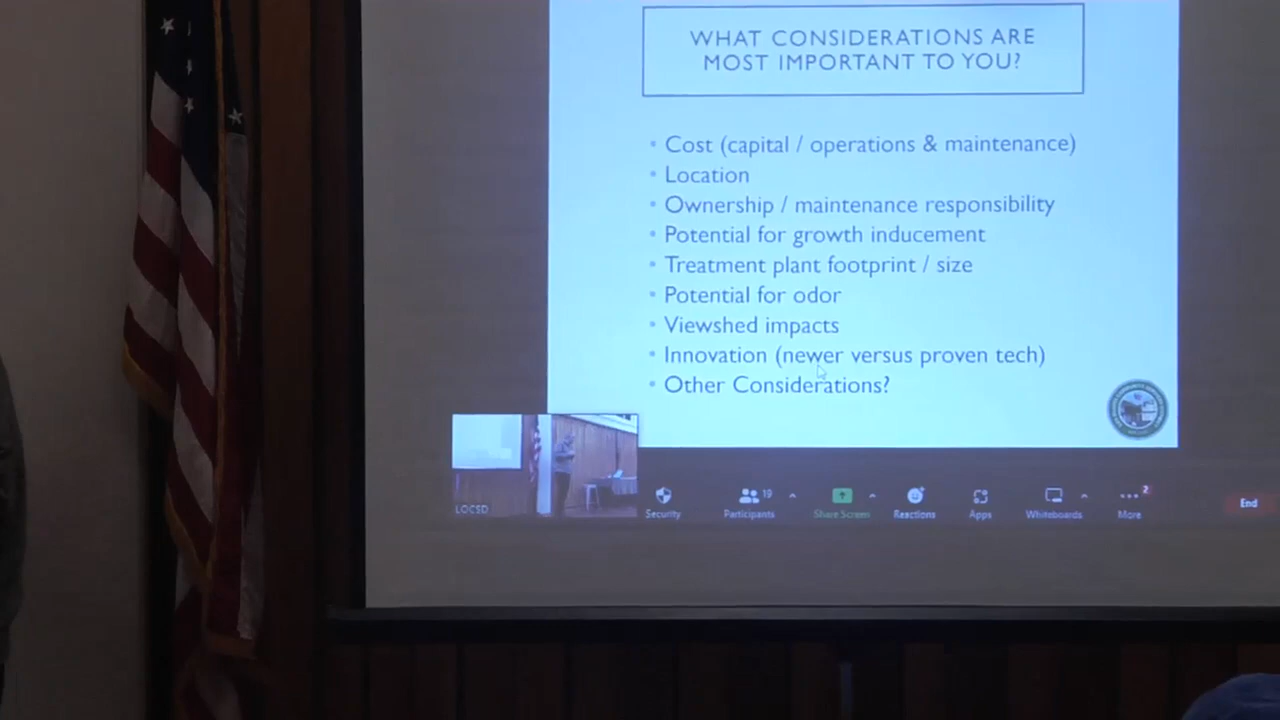 WHAT CONSIDERATIONS ARE
MOST IMPORTANT TO YOU?
• Cost (capital / operations & maintenance)
• Location
• Ownership / maintenance responsibility
• Potential for growth inducement
• Treatment plant footprint / size
• Potential for odor
• Viewshed impacts
• Innovation (newer versus proven tech)
• Other Considerations?
LOCSD
Security
Participants
19
Share Screen
Reactions
Apps
Whiteboards
More
2
End